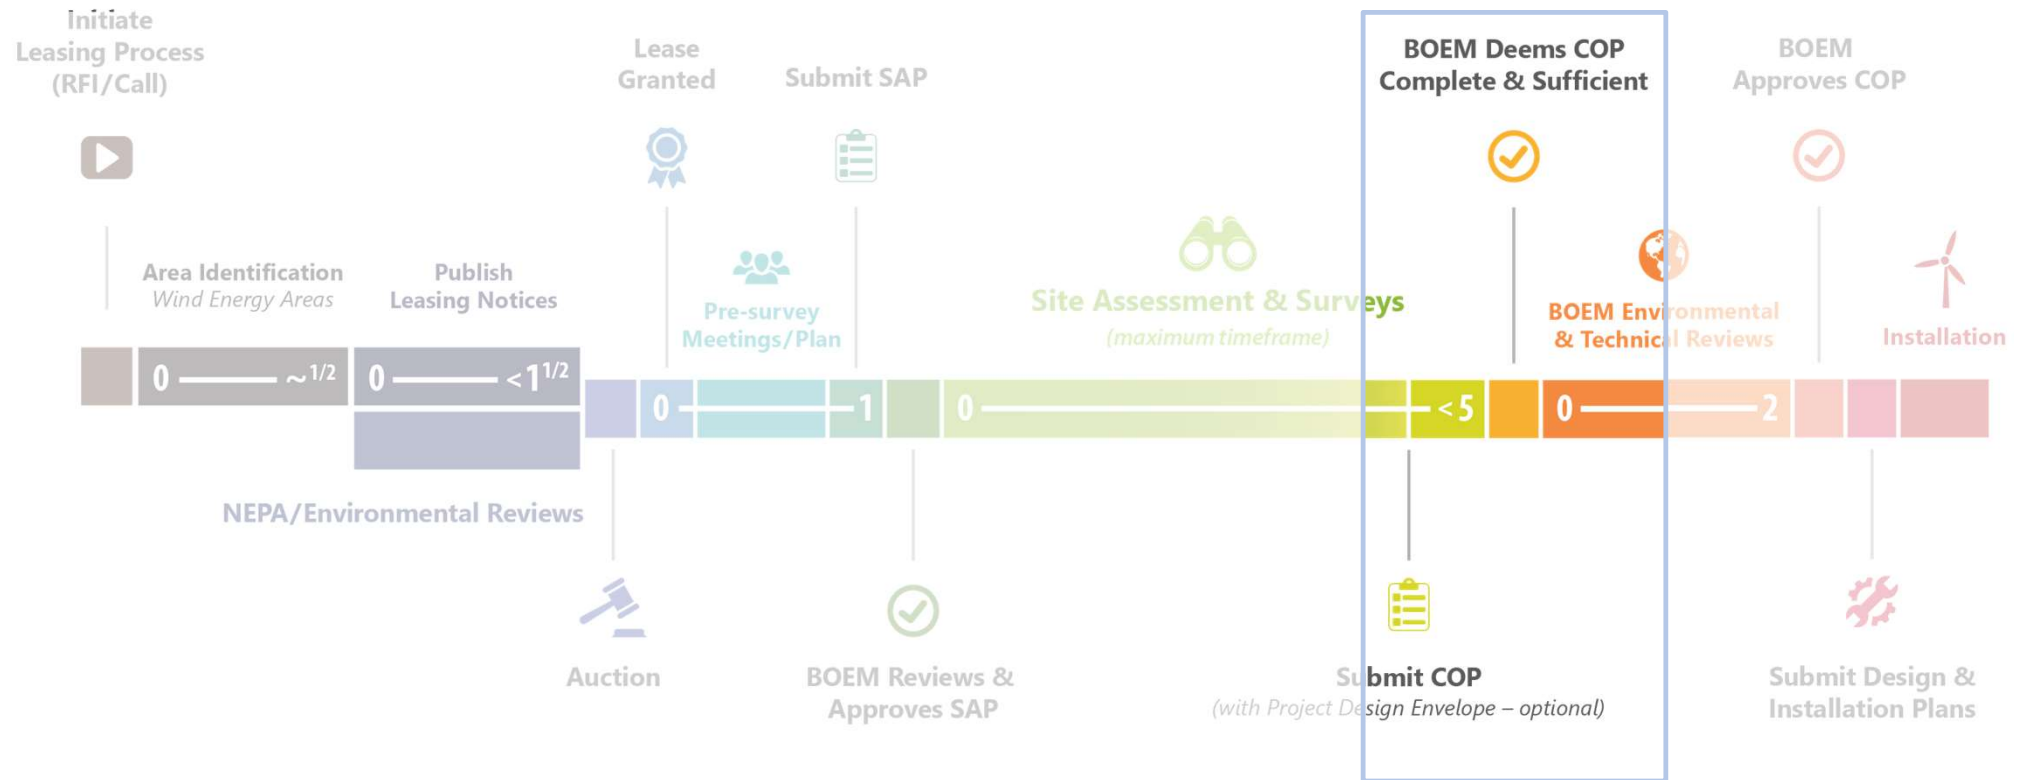 Initiate
Leasing Process
(RFI/Call)
Lease
Granted
Submit SAP
BOEM Deems COP
Complete & Sufficient
BOEM
Approves COP
Area Identification
Wind Energy Areas
Publish
Leasing Notices
Pre-survey
Meetings/Plan
Site Assessment & Surveys
(maximum timeframe)
BOEM Environmental
& Technical Reviews
Installation
0 ~1/2
0 <1 1/2
0 1
0 <5
0 2
NEPA/Environmental Reviews
Auction
BOEM Reviews &
Approves SAP
Submit COP
(with Project Design Envelope – optional)
Submit Design &
Installation Plans